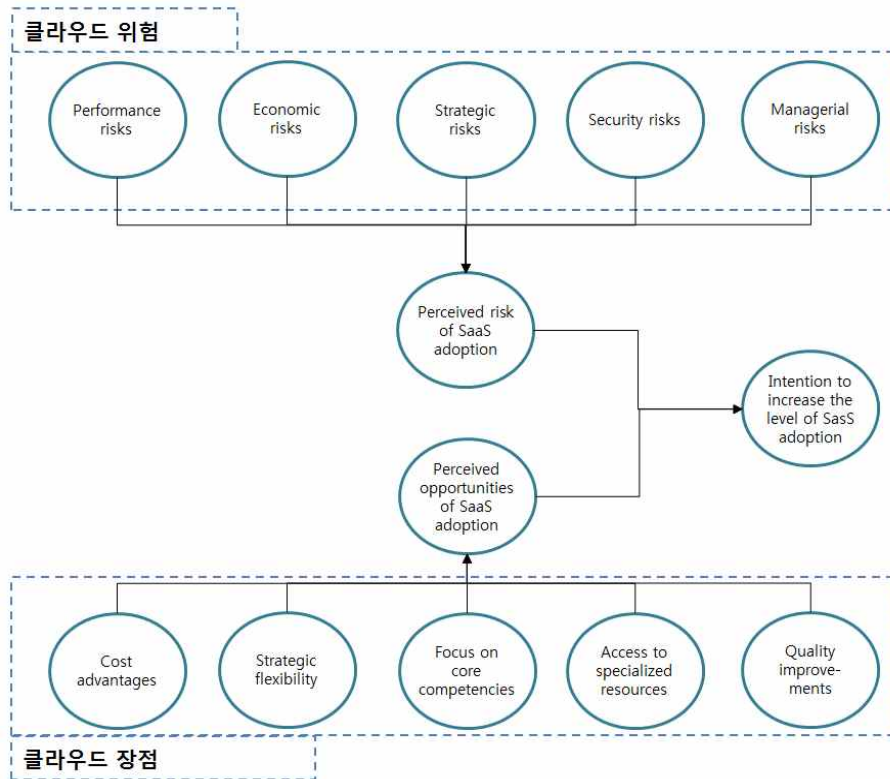 클라우드 위험
Performance
risks
Economic
risks
Strategic
risks
Security risks
Managerial
risks
Perceived risk
of SaaS
adoption
Intention to
increase the
level of SasS
adoption
Perceived
opportunities
of SaaS
adoption
Cost
advantages
Strategic
flexibility
Focus on
core
competencies
Access to
specialized
resources
Quality
improve-
ments
클라우드 장점